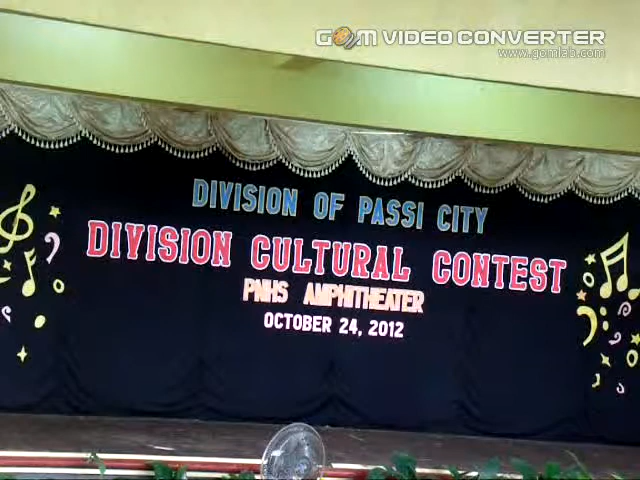 GOM VIDEO CONVERTER
www.gomlab.com
DIVISION OF PASSI CITY
DIVISION CULTURAL CONTEST
PNHS AMPHITHEATER
OCTOBER 24, 2012